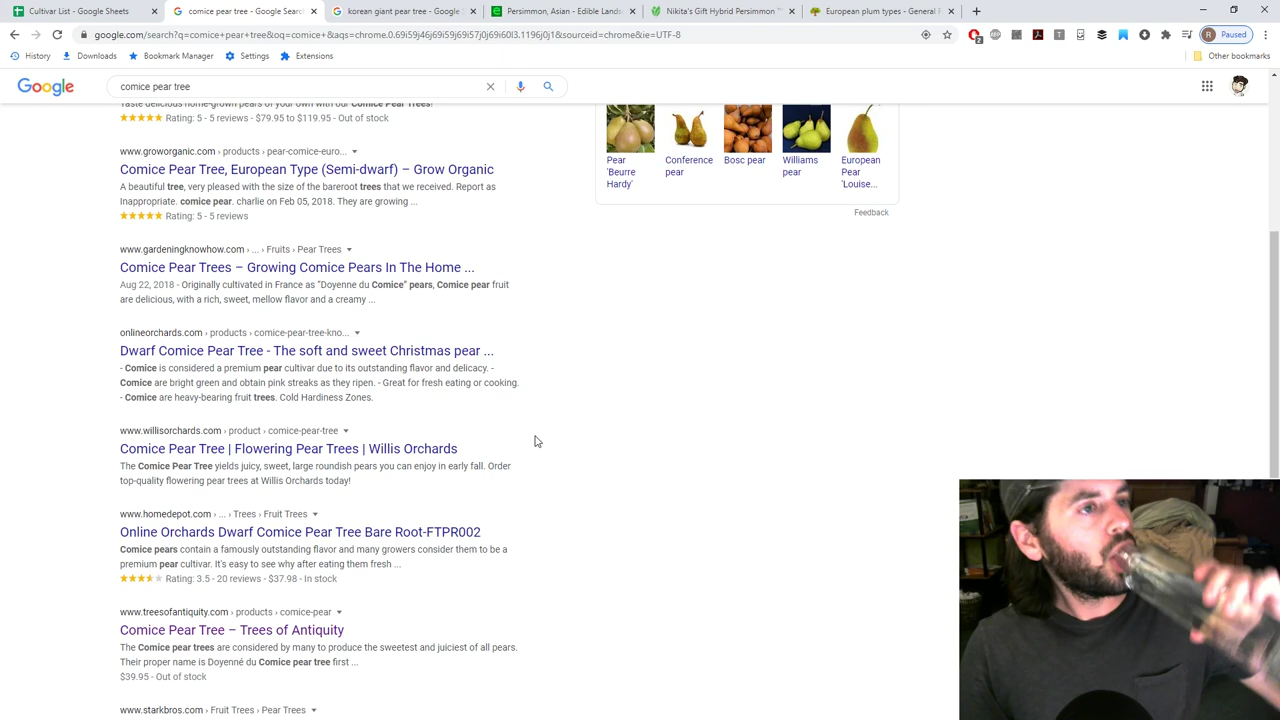 Cultivar List - Google Sheets
comice pear tree - Google Search
korean giant pear tree - Google S
Persimmon, Asian - Edible Lands
Nikita's Gift Hybrid Persimmon
European plum types - General F
google.com/search?q=comice+pear+tree&oq=comice+&aqs=chrome.0.69i59j46j69i59j69i57j0j69i60l3.1196j0j1&sourceid=chrome&ie=UTF-8
Paused
History
Downloads
Bookmark Manager
Settings
Extensions
Other bookmarks
Google
comice pear tree
Taste delicious home-grown pears of your own with our Comice Pear Trees!
Rating: 5 - 5 reviews - $79.95 to $119.95 - Out of stock
www.groworganic.com › products › pear-comice-euro...
Comice Pear Tree, European Type (Semi-dwarf) – Grow Organic
A beautiful tree, very pleased with the size of the bareroot trees that we received. Report as
Inappropriate. comice pear. charlie on Feb 05, 2018. They are growing ...
Rating: 5 - 5 reviews
www.gardeningknowhow.com › ... › Fruits › Pear Trees
Comice Pear Trees – Growing Comice Pears In The Home ...
Aug 22, 2018 - Originally cultivated in France as “Doyenne du Comice” pears, Comice pear fruit
are delicious, with a rich, sweet, mellow flavor and a creamy ...
onlineorchards.com › products › comice-pear-tree-kno...
Dwarf Comice Pear Tree - The soft and sweet Christmas pear ...
- Comice is considered a premium pear cultivar due to its outstanding flavor and delicacy. -
Comice are bright green and obtain pink streaks as they ripen. - Great for fresh eating or cooking.
- Comice are heavy-bearing fruit trees. Cold Hardiness Zones.
www.willisorchards.com › product › comice-pear-tree
Comice Pear Tree | Flowering Pear Trees | Willis Orchards
The Comice Pear Tree yields juicy, sweet, large roundish pears you can enjoy in early fall. Order
top-quality flowering pear trees at Willis Orchards today!
www.homedepot.com › ... › Trees › Fruit Trees
Online Orchards Dwarf Comice Pear Tree Bare Root-FTPR002
Comice pears contain a famously outstanding flavor and many growers consider them to be a
premium pear cultivar. It's easy to see why after eating them fresh ...
Rating: 3.5 - 20 reviews - $37.98 - In stock
www.treesofantiquity.com › products › comice-pear
Comice Pear Tree – Trees of Antiquity
The Comice pear trees are considered by many to produce the sweetest and juiciest of all pears.
Their proper name is Doyenné du Comice pear tree first ...
$39.95 - Out of stock
www.starkbros.com › Fruit Trees › Pear Trees
Pear
'Beurre
Hardy'
Conference
pear
Bosc pear
Williams
pear
European
Pear
'Louise...
Feedback